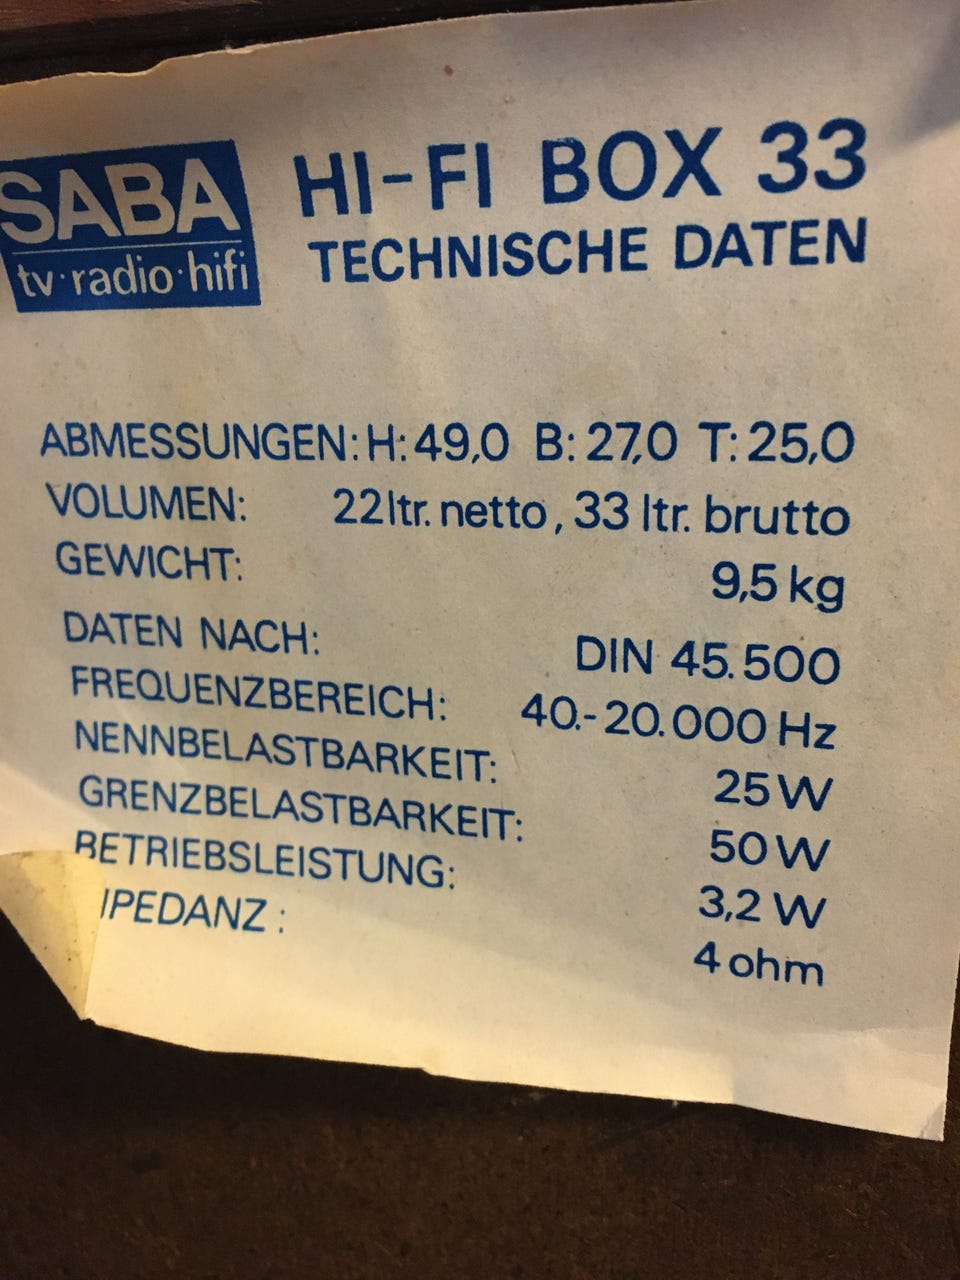 SABA
tv·radio·hifi
HI-FI BOX 33
TECHNISCHE DATEN
ABMESSUNGEN: H: 49,0 B: 27,0 T: 25,0
VOLUMEN: 22 ltr. netto, 33 ltr. brutto
GEWICHT: 9,5 kg
DATEN NACH: DIN 45.500
FREQUENZBEREICH: 40.-20.000 Hz
NENNBELASTBARKEIT: 25 W
GRENZBELASTBARKEIT: 50 W
BETRIEBSLEISTUNG: 3,2 W
IPEDANZ : 4 ohm